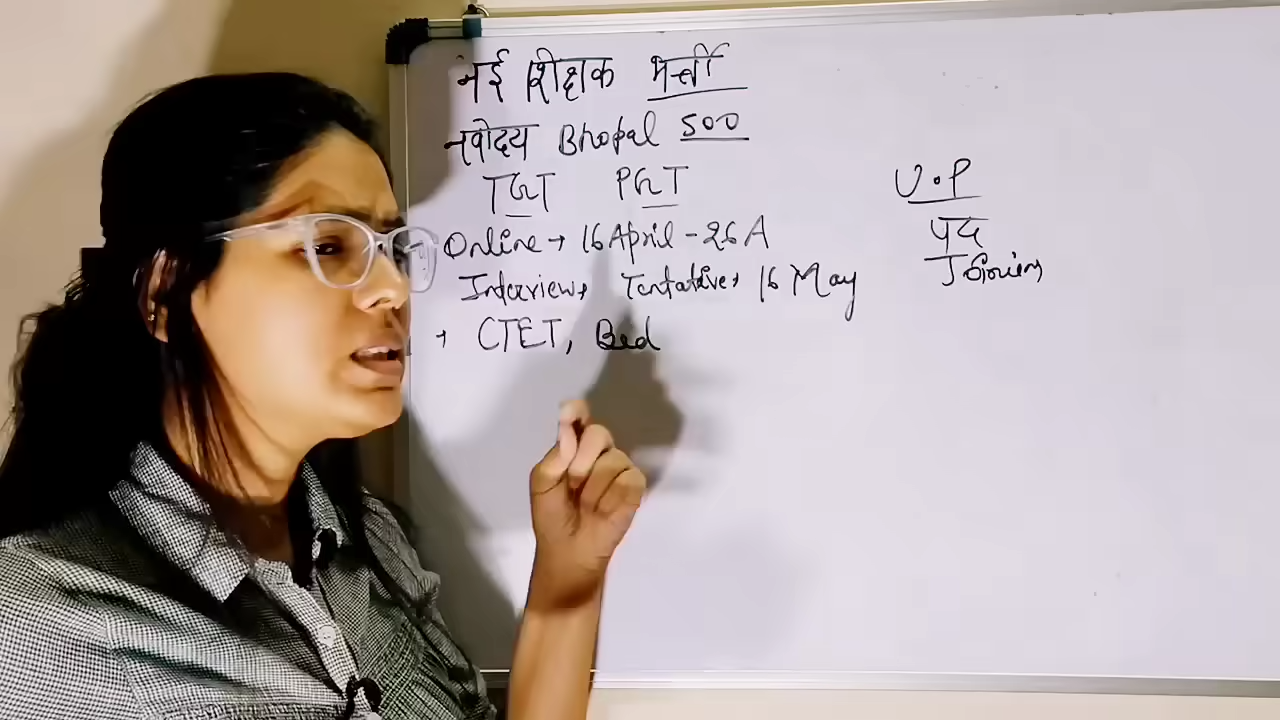 नई शिक्षक भर्ती
नवोदय Bhopal 500
TGT PGT
Online → 16 April - 26 A
Interview, Tentative, 16 May
+ CTET, Bed
U.P
पद